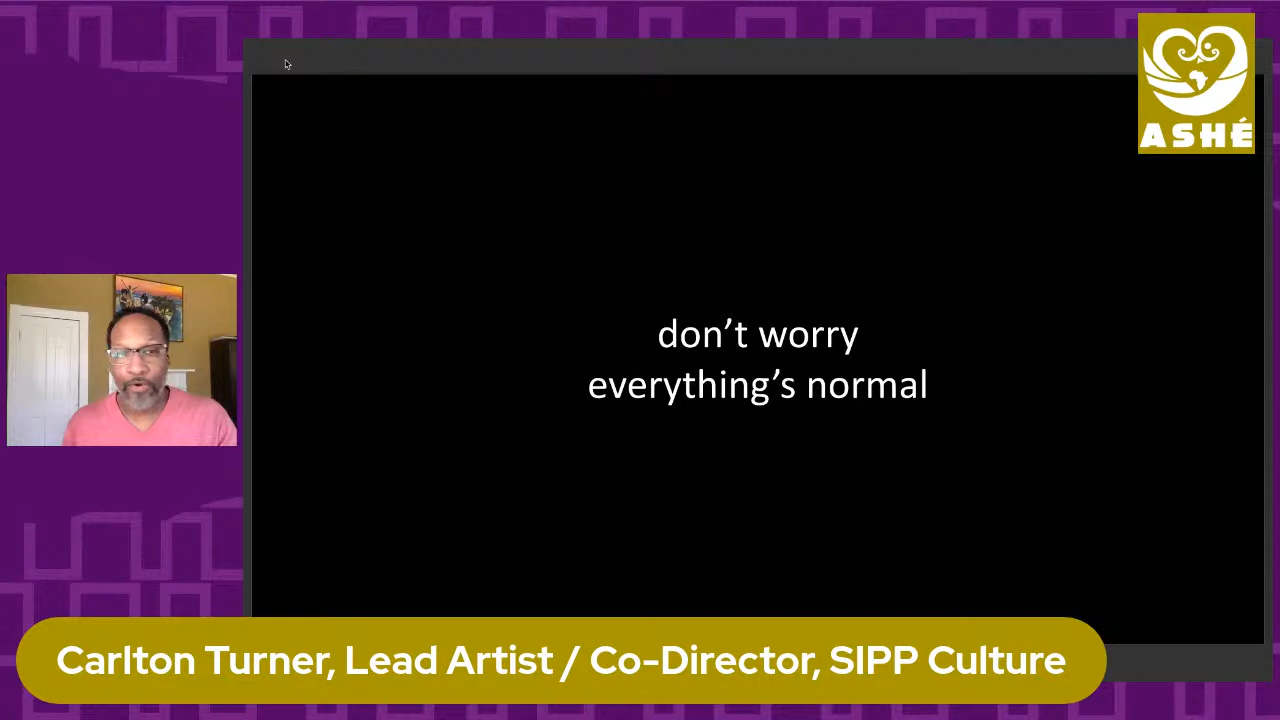 ASHÉ
don’t worry
everything’s normal
Carlton Turner, Lead Artist / Co-Director, SIPP Culture